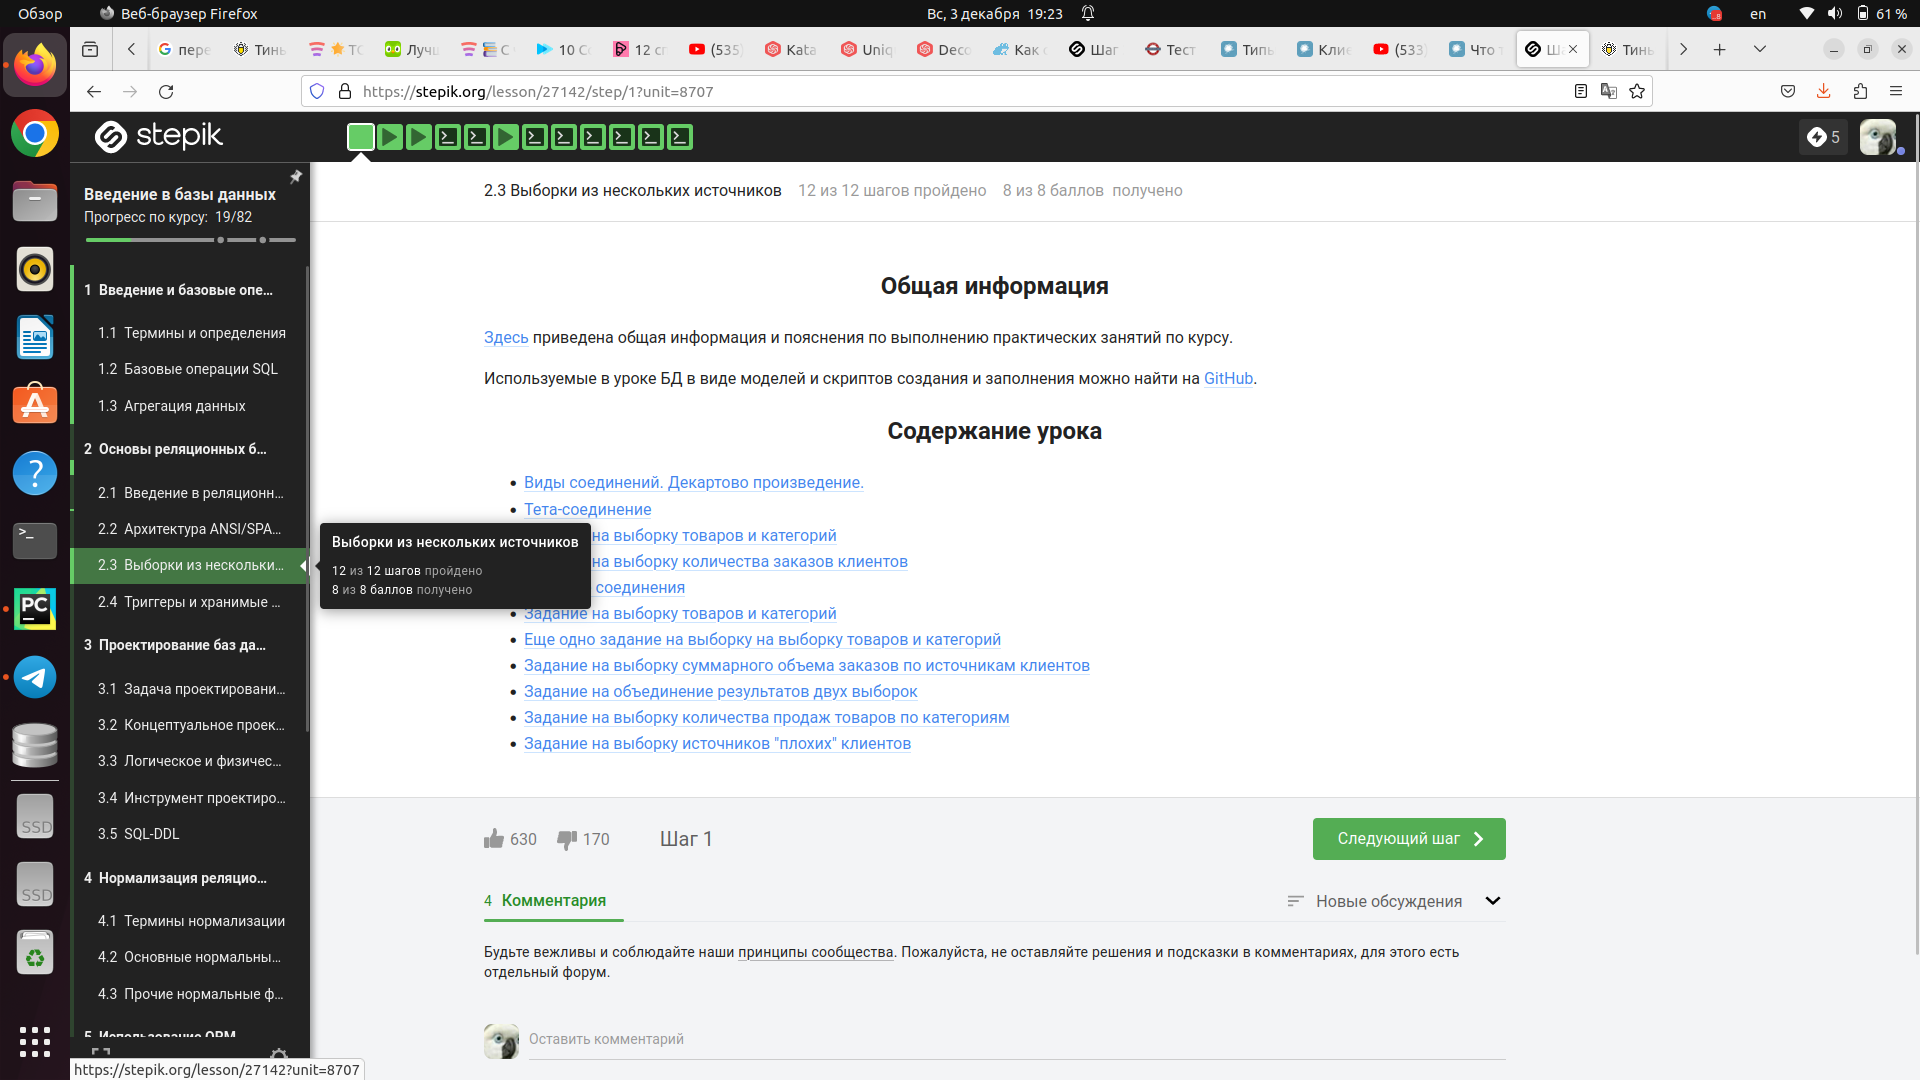 Обзор
Веб-браузер Firefox
Вс, 3 декабря 19:23
en
61 %
пере
Тинь
ТО
Лучш
С
10 С
12 сп
(535)
Kata
Uniq
Deco
Как
Шаг
Тест
Типы
Клие
(533)
Что
Ша
Тинь
https://stepik.org/lesson/27142/step/1?unit=8707
stepik
5
Введение в базы данных
Прогресс по курсу: 19/82
1 Введение и базовые опе...
1.1 Термины и определения
1.2 Базовые операции SQL
1.3 Агрегация данных
2 Основы реляционных б...
2.1 Введение в реляционн...
2.2 Архитектура ANSI/SPA...
2.3 Выборки из нескольки...
2.4 Триггеры и хранимые ...
3 Проектирование баз да...
3.1 Задача проектировани...
3.2 Концептуальное проек...
3.3 Логическое и физичес...
3.4 Инструмент проектиро...
3.5 SQL-DDL
4 Нормализация реляцио...
4.1 Термины нормализации
4.2 Основные нормальны...
4.3 Прочие нормальные ф...
5 Использование ORM
Выборки из нескольких источников
12 из 12 шагов пройдено
8 из 8 баллов получено
2.3 Выборки из нескольких источников 12 из 12 шагов пройдено 8 из 8 баллов получено
Общая информация
Здесь приведена общая информация и пояснения по выполнению практических занятий по курсу.
Используемые в уроке БД в виде моделей и скриптов создания и заполнения можно найти на GitHub.
Содержание урока
Виды соединений. Декартово произведение.
Тета-соединение
на выборку товаров и категорий
на выборку количества заказов клиентов
соединения
Задание на выборку товаров и категорий
Еще одно задание на выборку на выборку товаров и категорий
Задание на выборку суммарного объема заказов по источникам клиентов
Задание на объединение результатов двух выборок
Задание на выборку количества продаж товаров по категориям
Задание на выборку источников "плохих" клиентов
630
170
Шаг 1
Следующий шаг
4 Комментарии
Новые обсуждения
Будьте вежливы и соблюдайте наши принципы сообщества. Пожалуйста, не оставляйте решения и подсказки в комментариях, для этого есть
отдельный форум.
Оставить комментарий
https://stepik.org/lesson/27142?unit=8707
PC
SSD
SSD